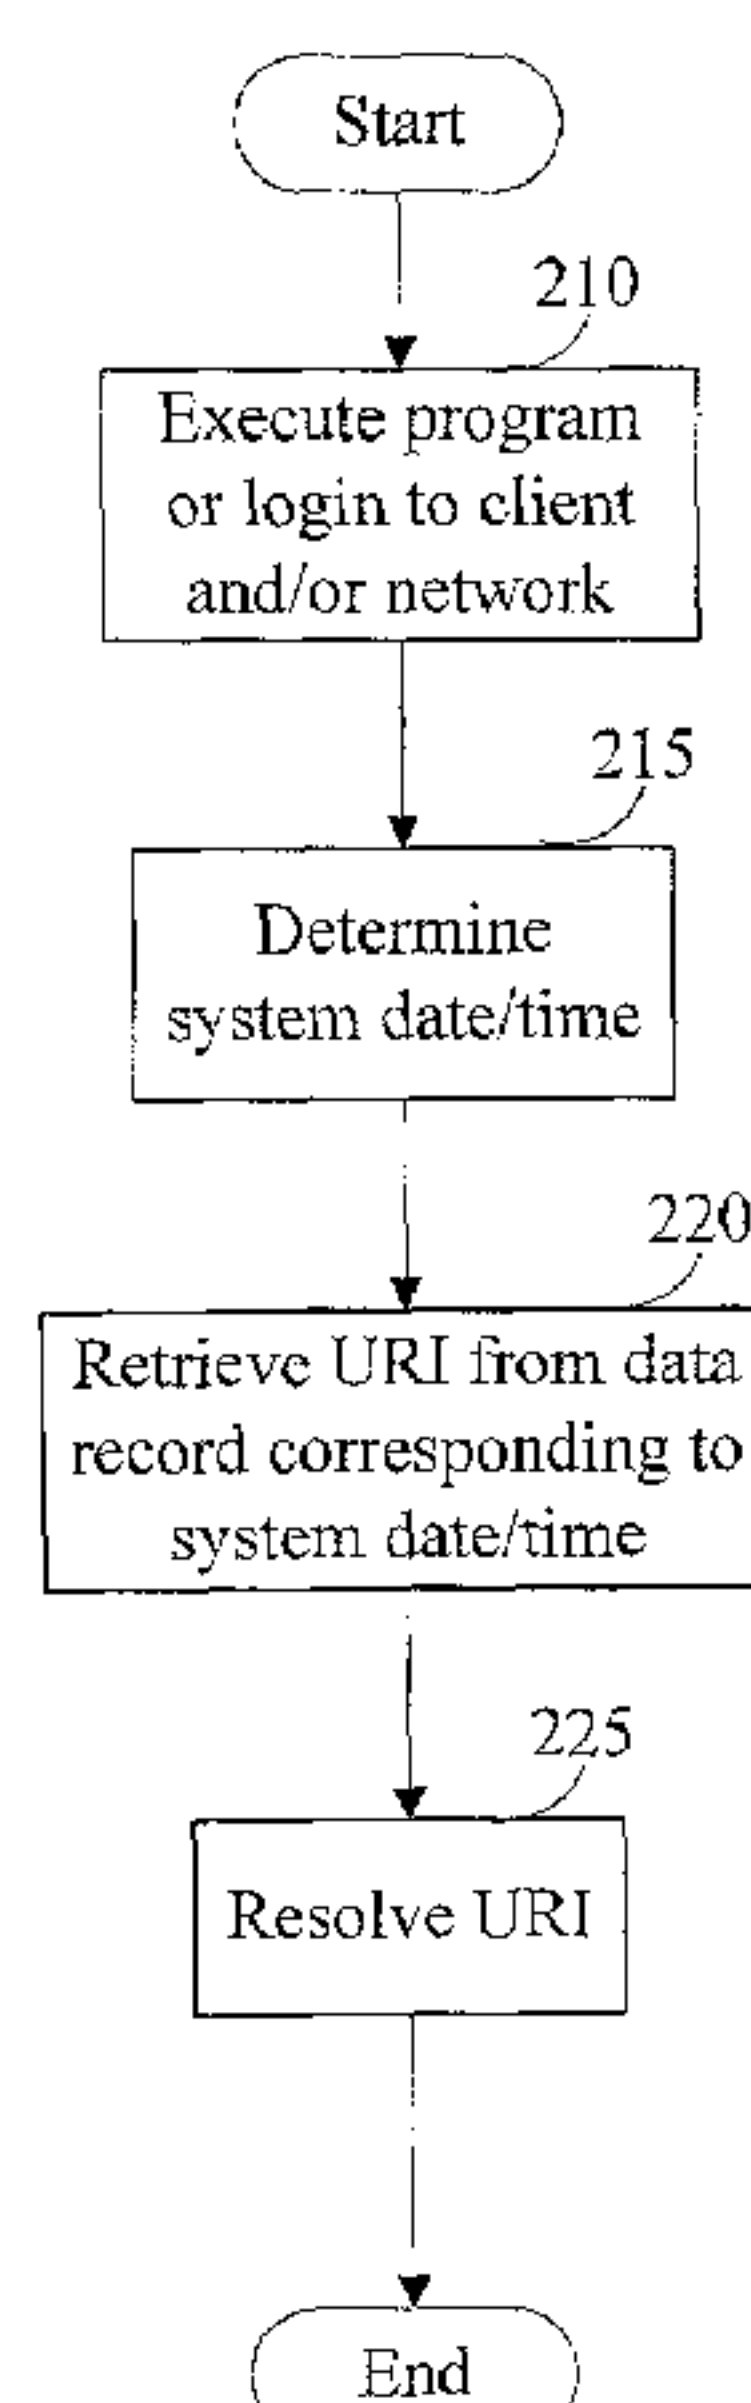 Start
210
Execute program
or login to client
and/or network
215
Determine
system date/time
220
Retrieve URI from data
record corresponding to
system date/time
225
Resolve URI
End